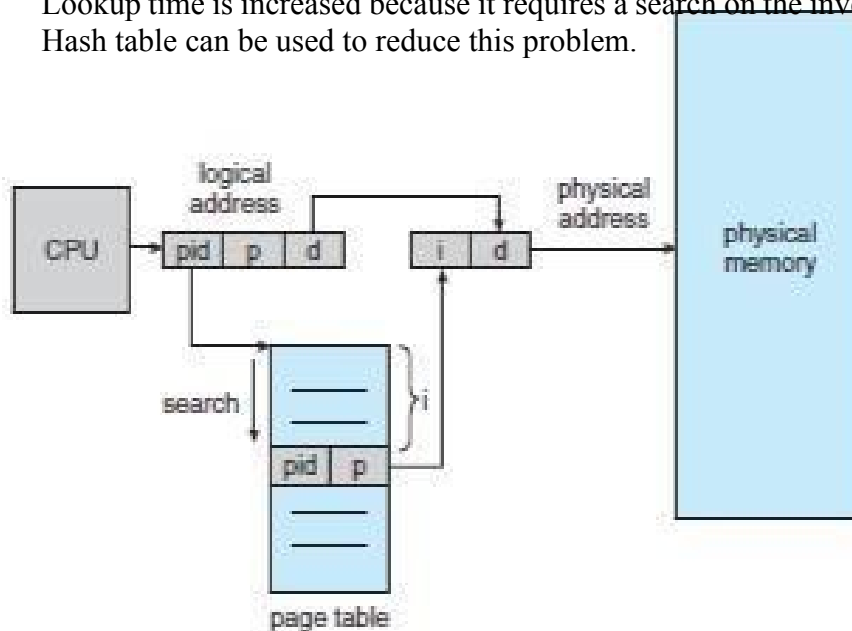 Lookup time is increased because it requires a search on the
Hash table can be used to reduce this problem.
logical
address
physical
address
CPU
pid p d
i d
physical
memory
search
i
pid p
page table